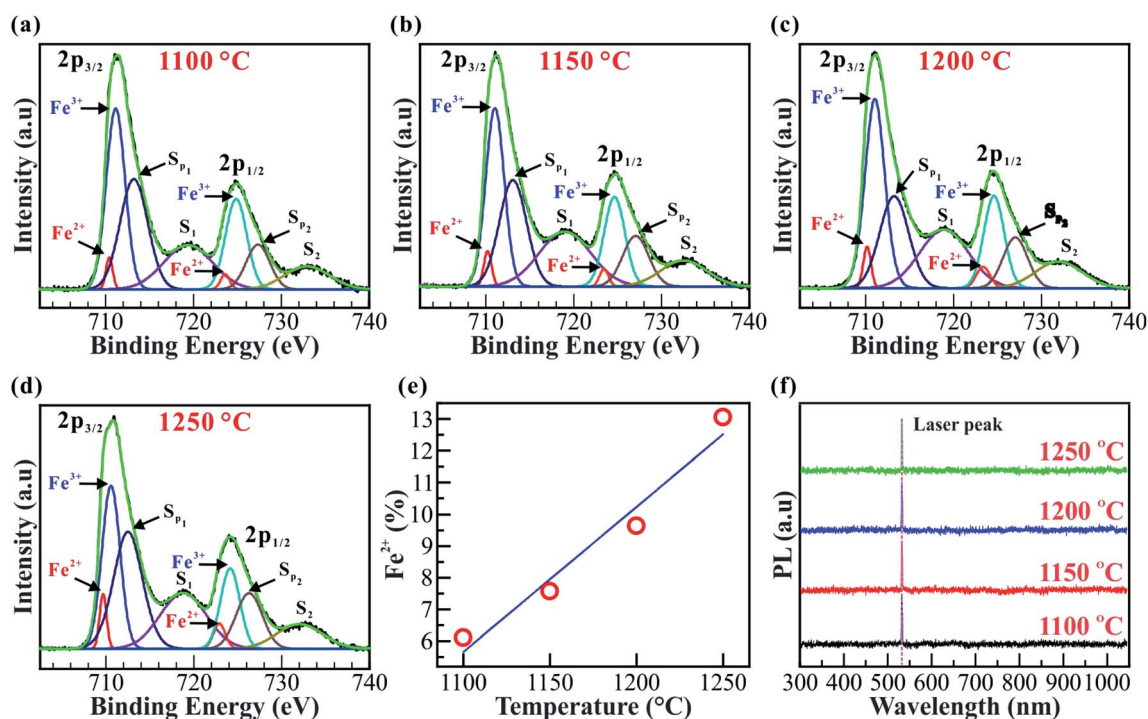 (a)
1100 °C
2p3/2
Fe3+
Sp1
2p1/2
Fe3+
Fe2+
S1
Sp2
Fe2+
S2
Intensity (a.u)
710 720 730 740
Binding Energy (eV)
(b)
1150 °C
2p3/2
Fe3+
Sp1
2p1/2
Fe3+
Fe2+
S1
Sp2
Fe2+
S2
Intensity (a.u)
710 720 730 740
Binding Energy (eV)
(c)
1200 °C
2p3/2
Fe3+
Sp1
2p1/2
Fe3+
Fe2+
S1
Sp2
Fe2+
S2
Intensity (a.u)
710 720 730 740
Binding Energy (eV)
(d)
1250 °C
2p3/2
Fe3+
Sp1
2p1/2
Fe3+
Fe2+
S1
Sp2
Fe2+
S2
Intensity (a.u)
710 720 730 740
Binding Energy (eV)
(e)
13
12
11
10
9
8
7
6
Fe2+ (%)
1100 1150 1200 1250
Temperature (°C)
(f)
Laser peak
1250 °C
1200 °C
1150 °C
1100 °C
PL (a.u)
300 400 500 600 700 800 900 1000
Wavelength (nm)